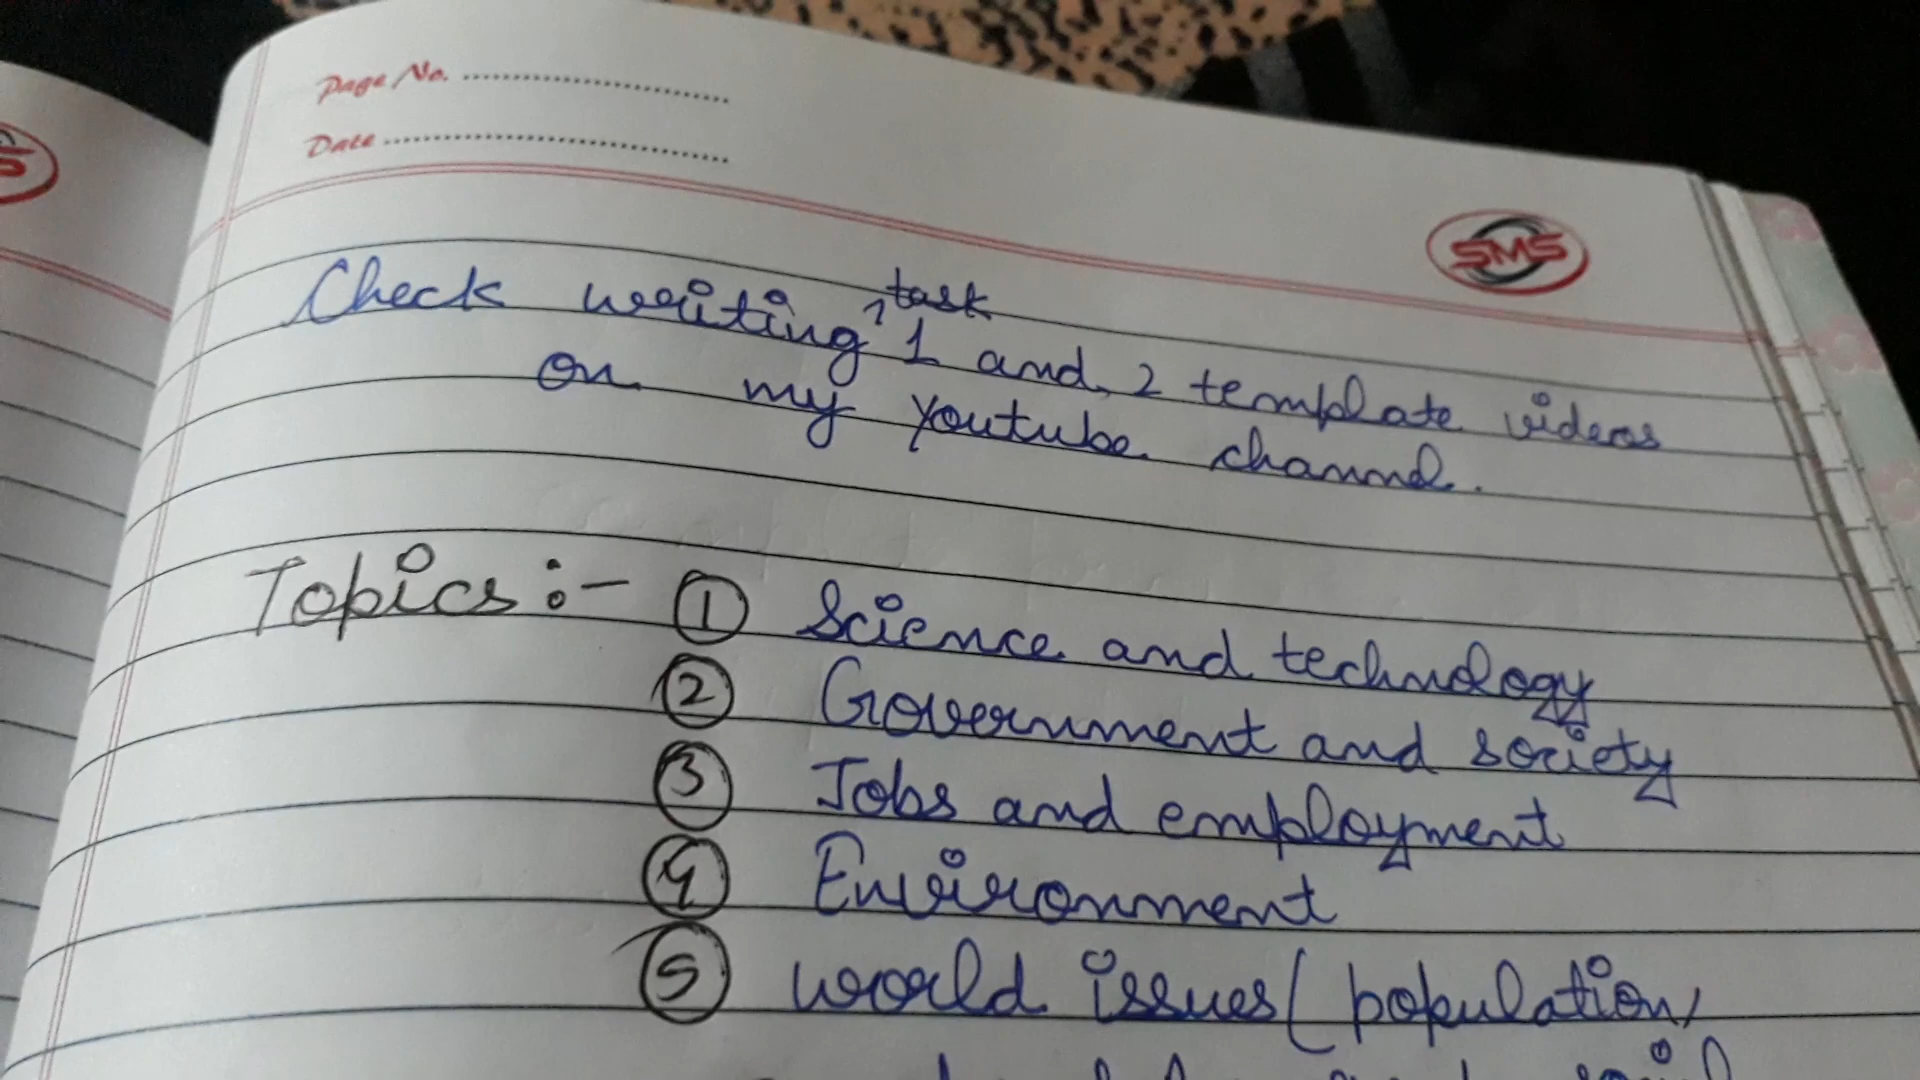 Page No.
Date
SMS
Check writing task 1 and 2 template videos
on my Youtube channel.
Topics :- ① Science and technology
② Government and society
③ Jobs and employment
④ Environment
⑤ world issues ( population,